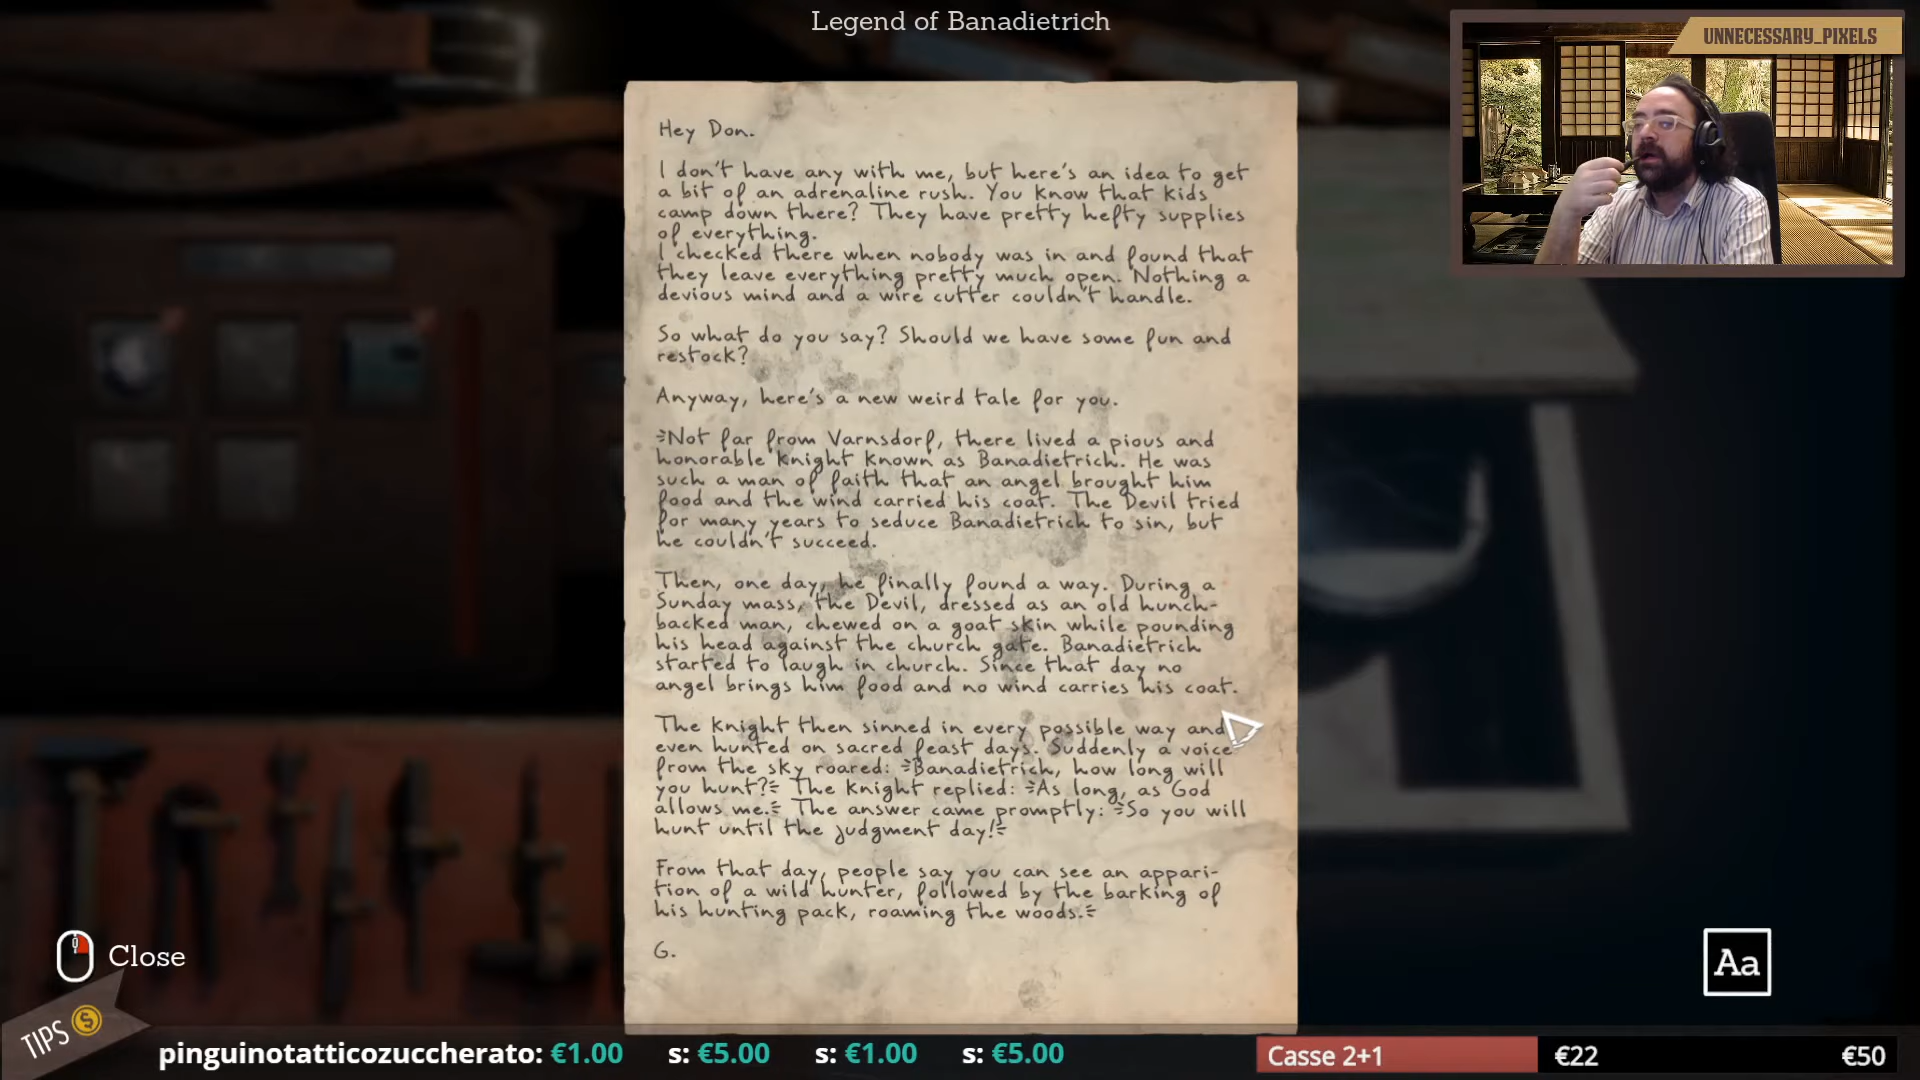 Legend of Banadietrich
UNNECESSARY_PIXELS
Hey Don.
I don't have any with me, but here's an idea to get
a bit of an adrenaline rush. You know that kids
camp down there? They have pretty hefty supplies
of everything.
I checked there when nobody was in and found that
they leave everything pretty much open. Nothing a
devious mind and a wire cutter couldn't handle.
So what do you say? Should we have some fun and
restock?
Anyway, here's a new weird tale for you.
"Not far from Varnsdorf, there lived a pious and
honorable knight known as Banadietrich. He was
such a man of faith that an angel brought him
food and the wind carried his coat. The Devil tried
for many years to seduce Banadietrich to sin, but
he couldn't succeed.
Then, one day, he finally found a way. During a
Sunday mass, the Devil, dressed as an old hunch-
backed man, chewed on a goat skin while pounding
his head against the church gate. Banadietrich
started to laugh in church. Since that day no
angel brings him food and no wind carries his coat.
The knight then sinned in every possible way and
even hunted on sacred feast days. Suddenly a voice
from the sky roared: "Banadietrich, how long will
you hunt?" The knight replied: "As long, as God
allows me." The answer came promptly: "So you will
hunt until the judgment day!"
From that day, people say you can see an appari-
tion of a wild hunter, followed by the barking of
his hunting pack, roaming the woods."
G.
Close
Aa
TIPS
pinguinotatticozuccherato: €1.00 s: €5.00 s: €1.00 s: €5.00
Casse 2+1 €22 €50